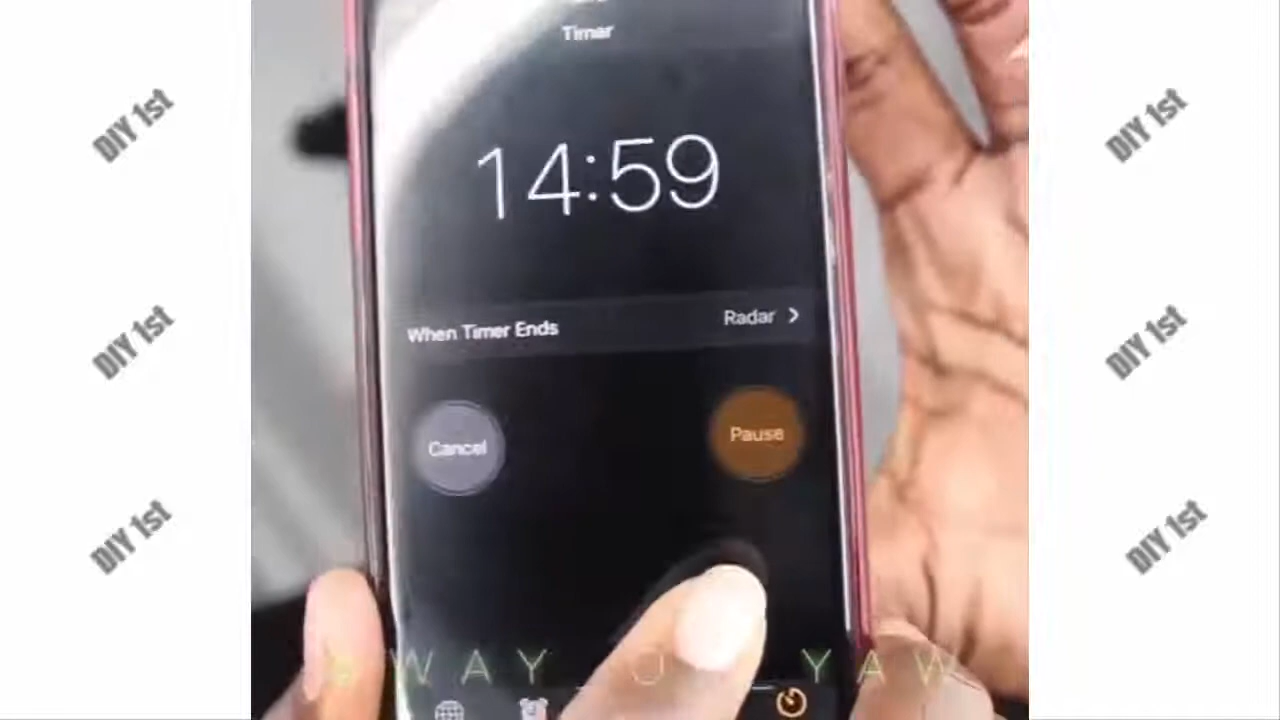 Timer
DIY 1st
DIY 1st
14:59
When Timer Ends
Radar
DIY 1st
DIY 1st
Cancel
Pause
DIY 1st
DIY 1st